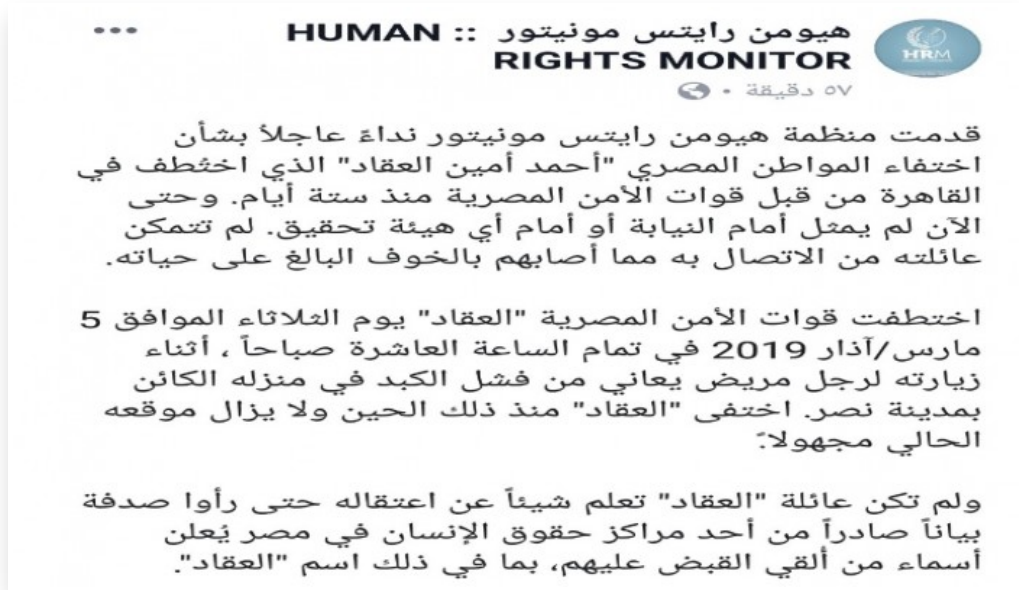 هيومن رايتس مونيتور :: HUMAN
RIGHTS MONITOR
HRM
٥٧ دقيقة •
قدمت منظمة هيومن رايتس مونيتور نداءً عاجلاً بشأن
اختفاء المواطن المصري "أحمد أمين العقاد" الذي اختُطف في
القاهرة من قبل قوات الأمن المصرية منذ ستة أيام. وحتى
الآن لم يمثل أمام النيابة أو أمام أي هيئة تحقيق. لم تتمكن
عائلته من الاتصال به مما أصابهم بالخوف البالغ على حياته.
اختطفت قوات الأمن المصرية "العقاد" يوم الثلاثاء الموافق 5
مارس/آذار 2019 في تمام الساعة العاشرة صباحاً ، أثناء
زيارته لرجل مريض يعاني من فشل الكبد في منزله الكائن
بمدينة نصر. اختفى "العقاد" منذ ذلك الحين ولا يزال موقعه
الحالي مجهولا.ً
ولم تكن عائلة "العقاد" تعلم شيئاً عن اعتقاله حتى رأوا صدفة
بياناً صادراً من أحد مراكز حقوق الإنسان في مصر يُعلن
أسماء من ألقي القبض عليهم، بما في ذلك اسم "العقاد".